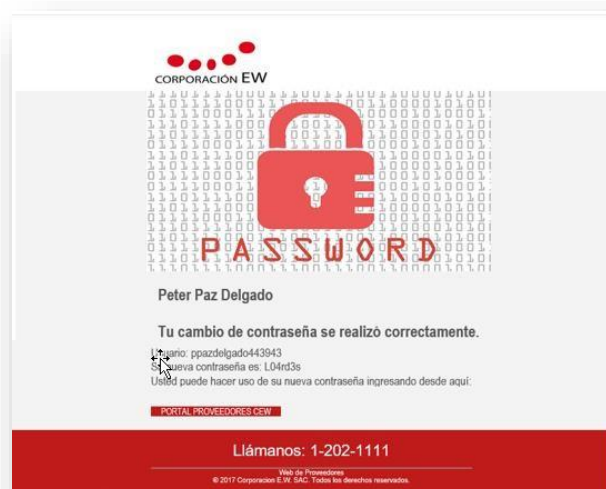 CORPORACIÓN EW
PASSWORD
Peter Paz Delgado
Tu cambio de contraseña se realizó correctamente.
Usuario: ppazdelgado443943
Su nueva contraseña es: L04rd3s
Usted puede hacer uso de su nueva contraseña ingresando desde aquí:
PORTAL PROVEEDORES CEW
Llámanos: 1-202-1111
Web de Proveedores
© 2017 Corporacion E.W. SAC. Todos los derechos reservados.